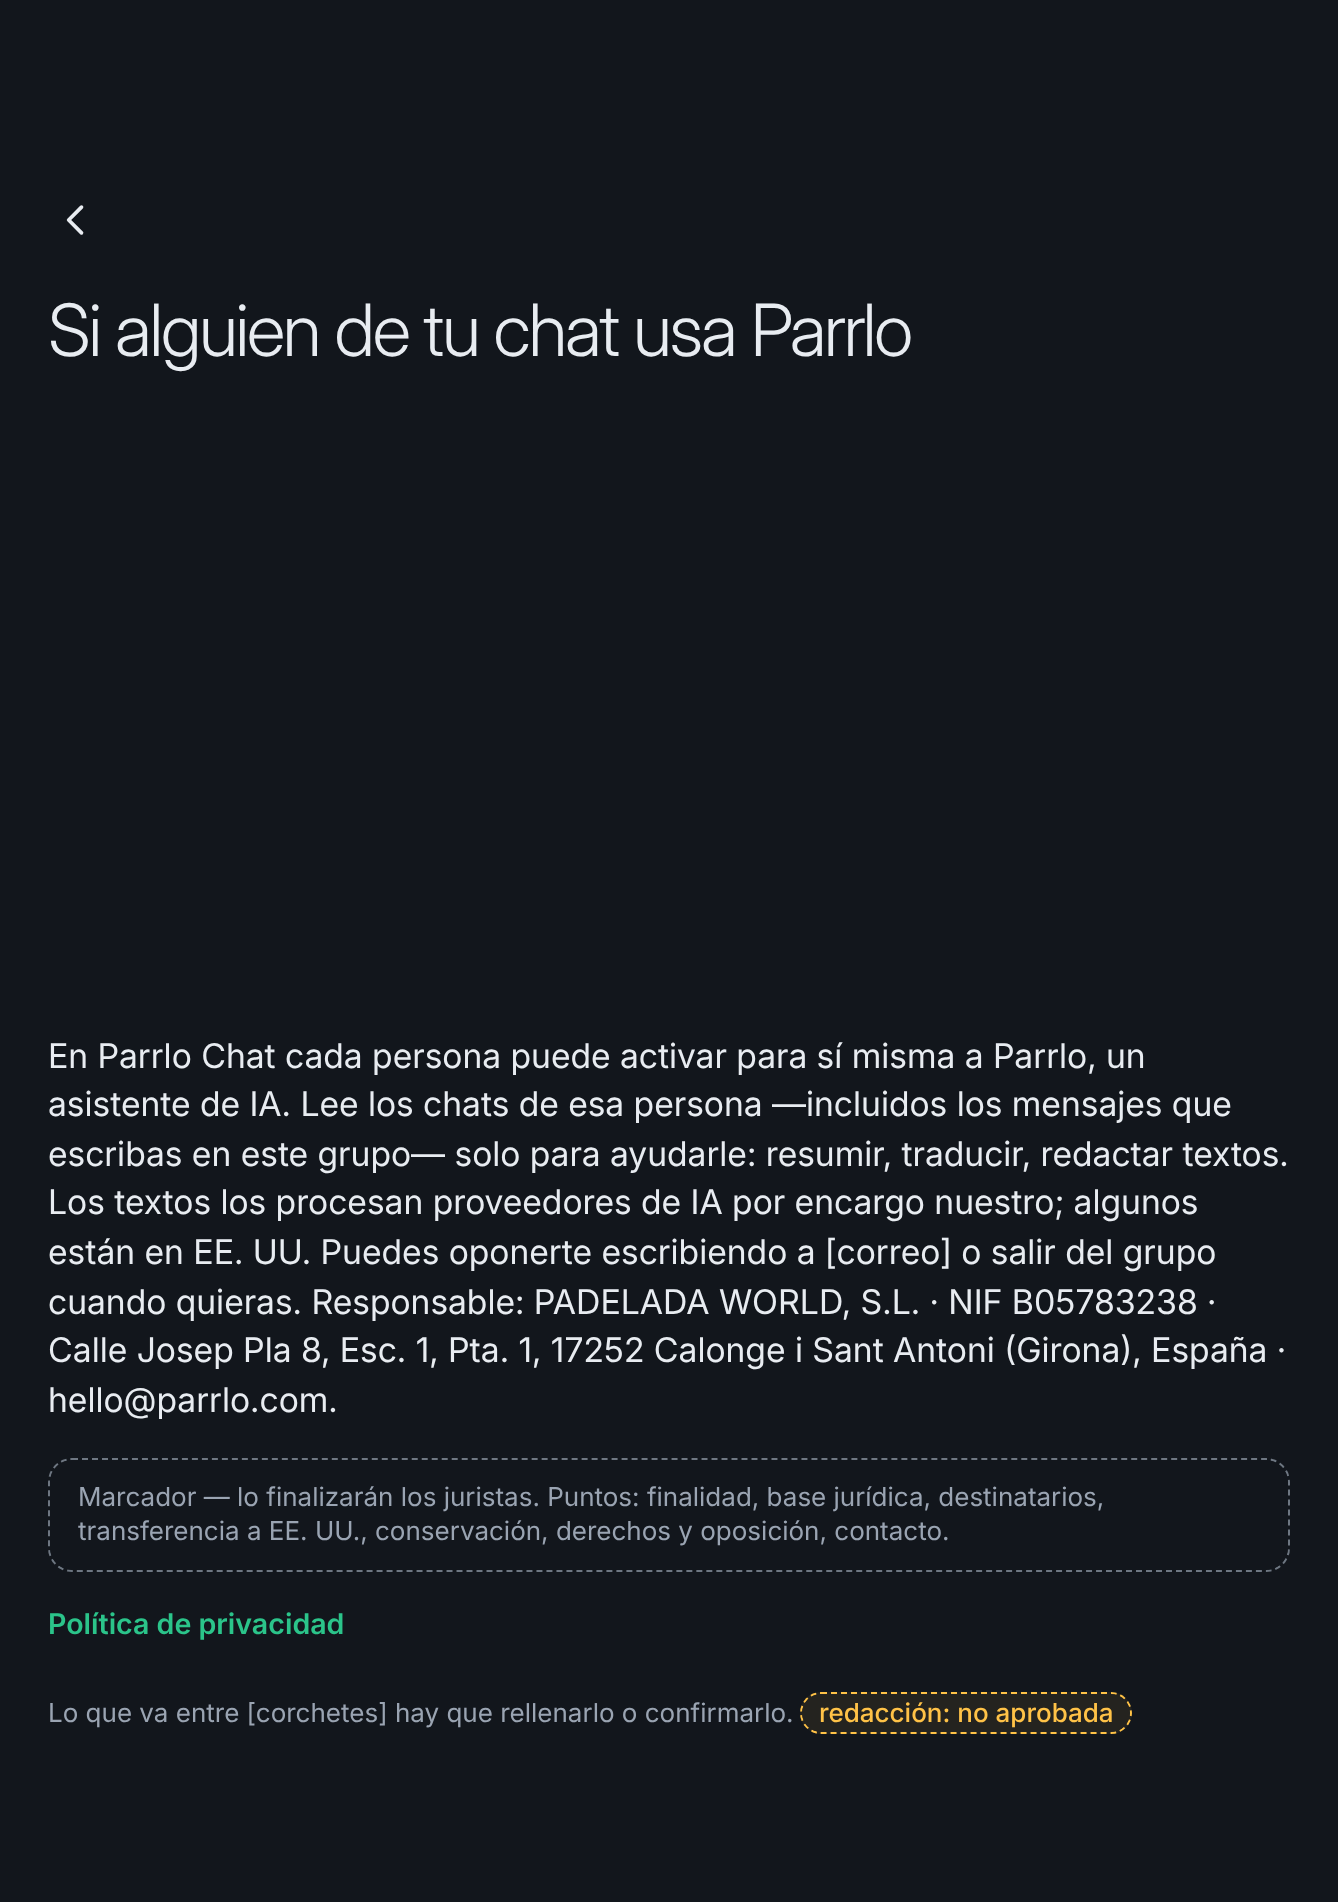 Si alguien de tu chat usa Parrlo
En Parrlo Chat cada persona puede activar para sí misma a Parrlo, un
asistente de IA. Lee los chats de esa persona —incluidos los mensajes que
escribas en este grupo— solo para ayudarle: resumir, traducir, redactar textos.
Los textos los procesan proveedores de IA por encargo nuestro; algunos
están en EE. UU. Puedes oponerte escribiendo a [correo] o salir del grupo
cuando quieras. Responsable: PADELADA WORLD, S.L. · NIF B05783238 ·
Calle Josep Pla 8, Esc. 1, Pta. 1, 17252 Calonge i Sant Antoni (Girona), España ·
hello@parrlo.com.
Marcador — lo finalizarán los juristas. Puntos: finalidad, base jurídica, destinatarios,
transferencia a EE. UU., conservación, derechos y oposición, contacto.
Política de privacidad
Lo que va entre [corchetes] hay que rellenarlo o confirmarlo. redacción: no aprobada